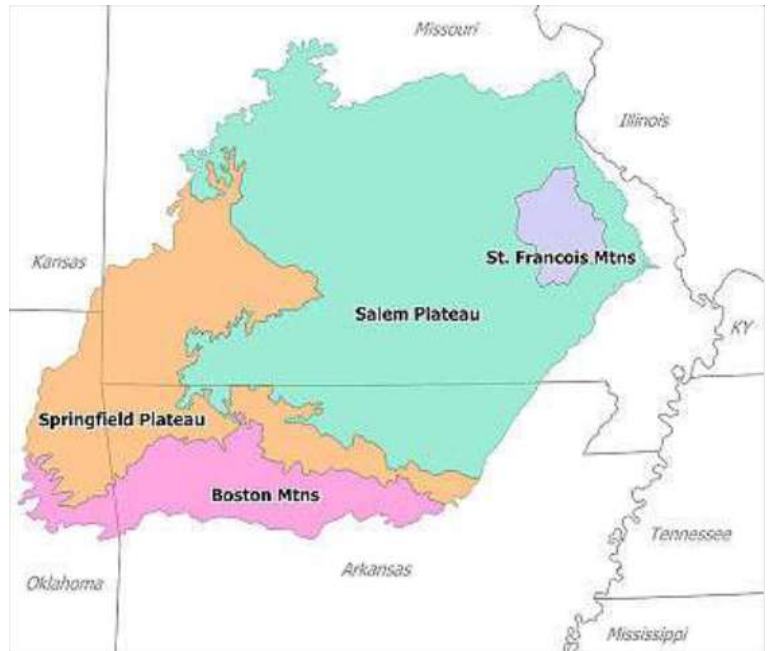 Missouri
Illinois
Kansas
St. Francois Mtns
Salem Plateau
KY
Springfield Plateau
Boston Mtns
Tennessee
Arkansas
Oklahoma
Mississippi